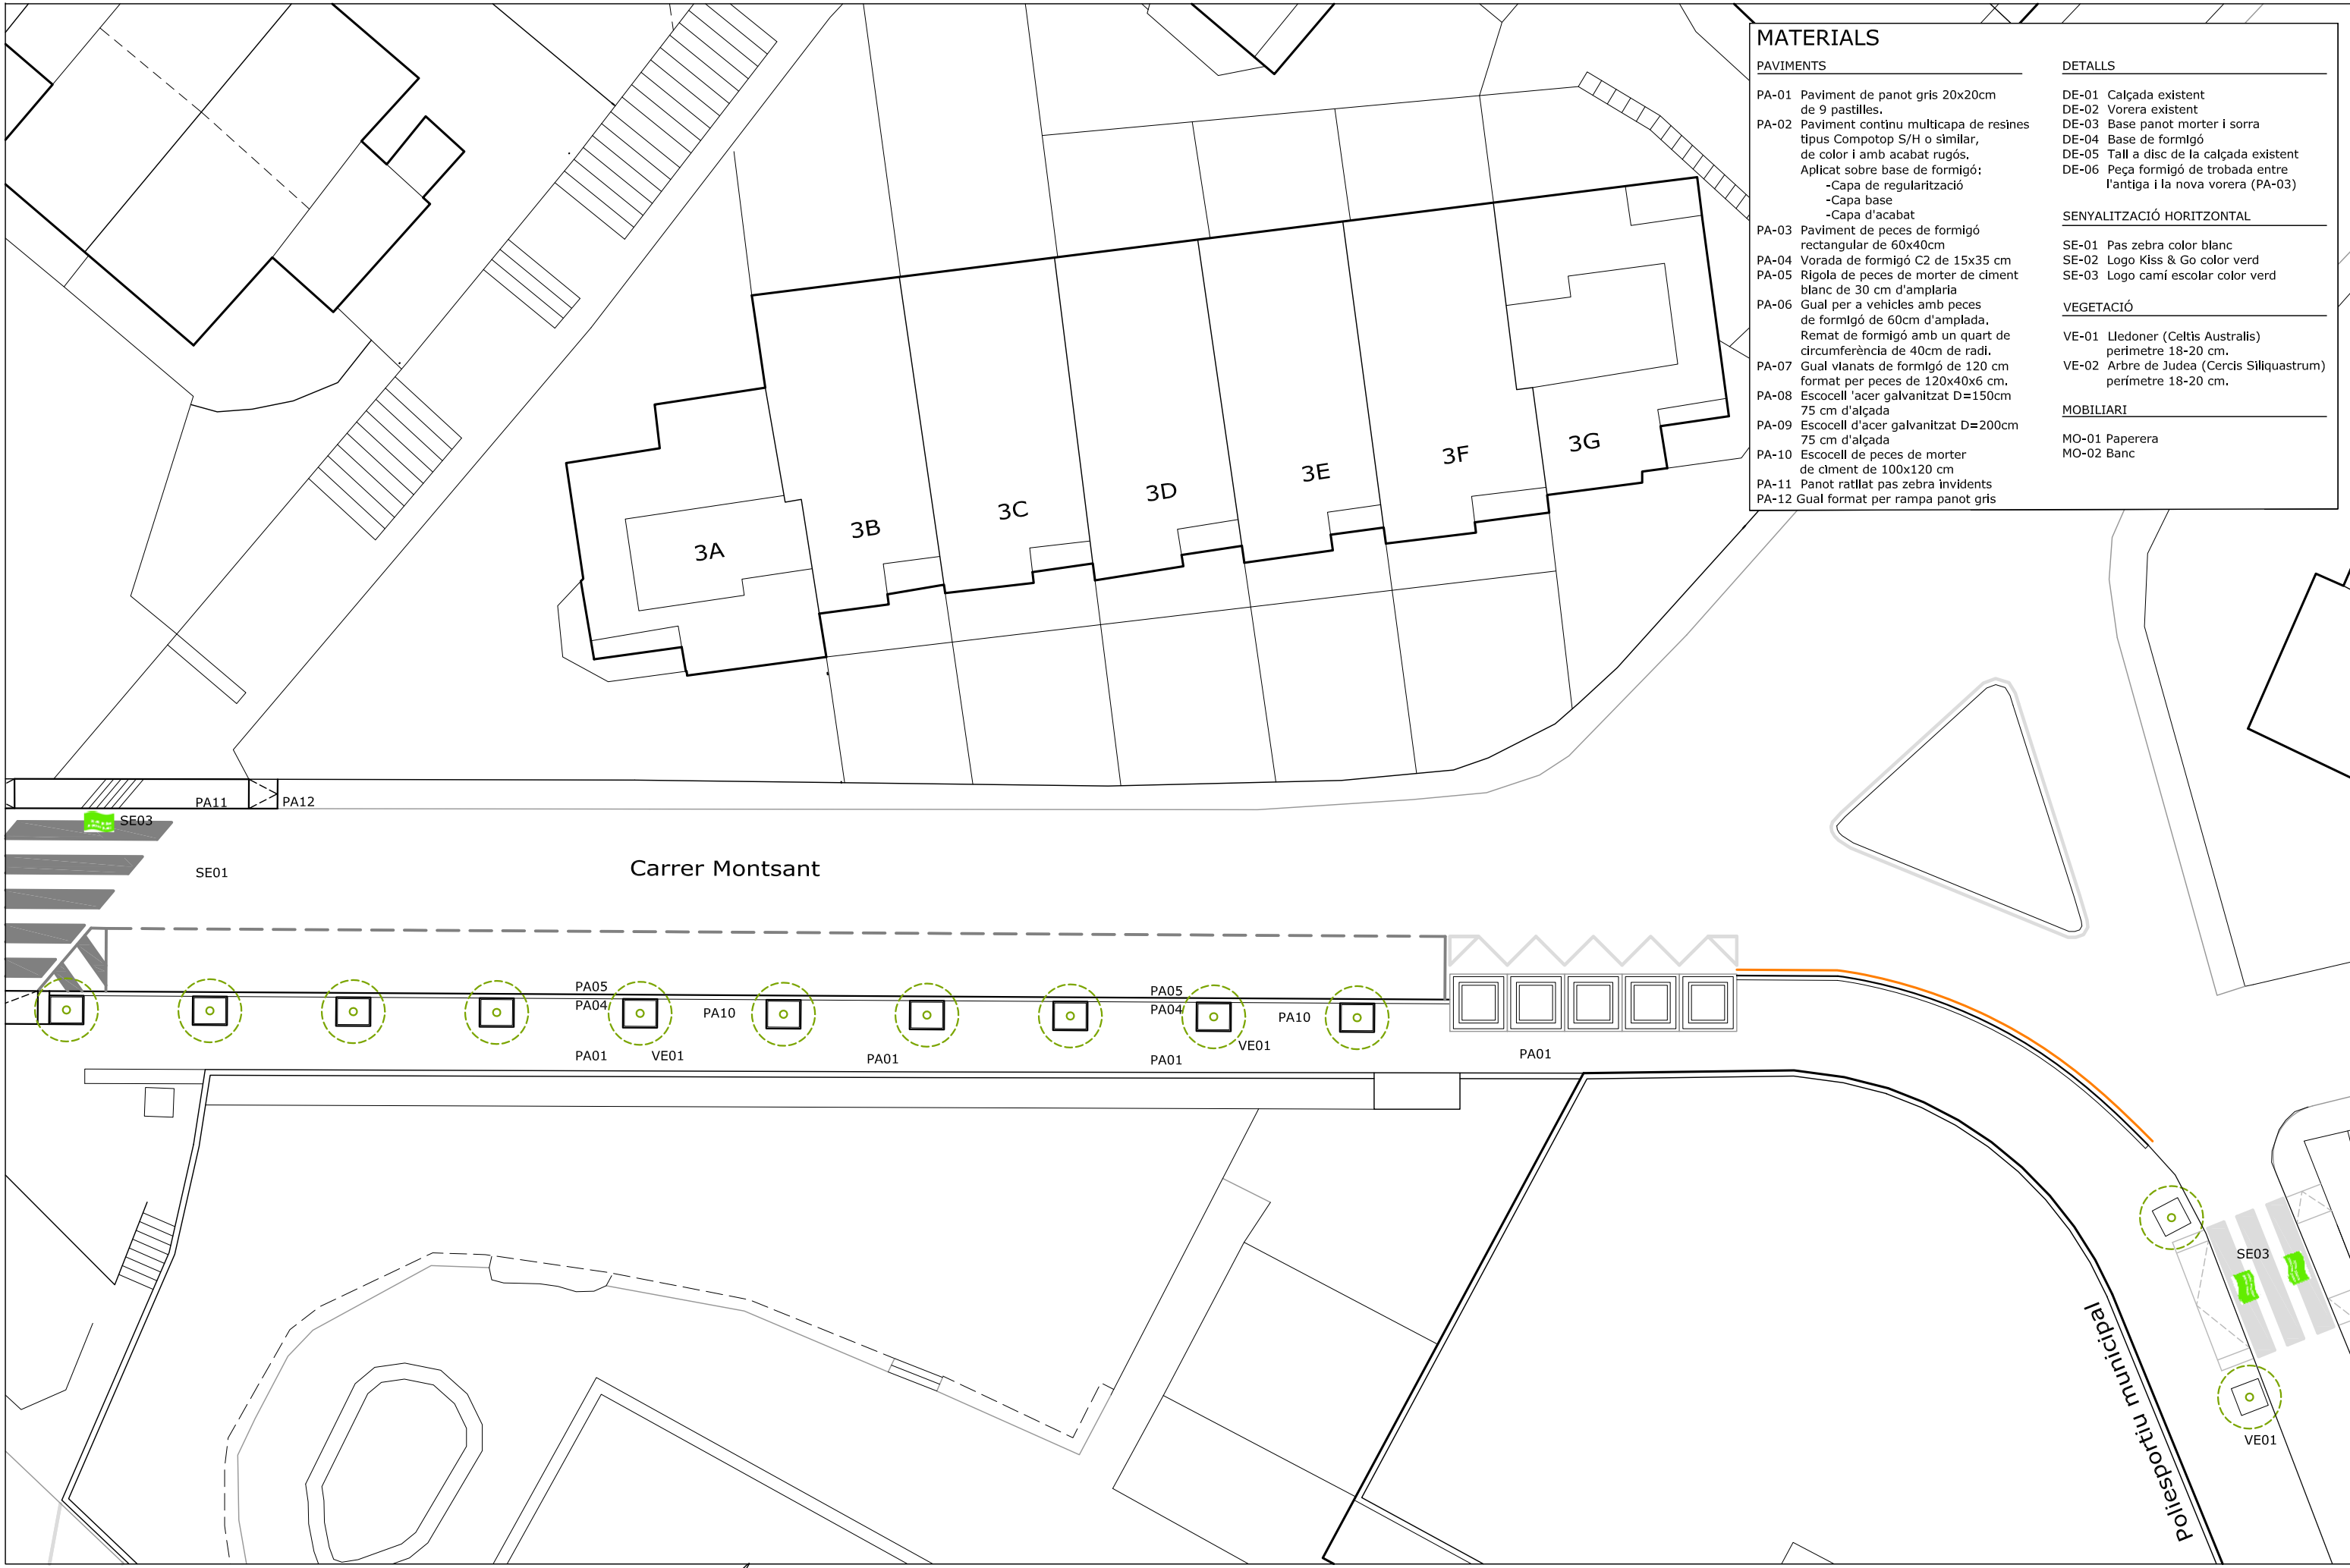 MATERIALS
PAVIMENTS
PA-01 Paviment de panot gris 20x20cm
de 9 pastilles.
PA-02 Paviment continu multicapa de resines
tipus Compotop S/H o similar,
de color i amb acabat rugós.
Aplicat sobre base de formigó:
-Capa de regularització
-Capa base
-Capa d'acabat
PA-03 Paviment de peces de formigó
rectangular de 60x40cm
PA-04 Vorada de formigó C2 de 15x35 cm
PA-05 Rigola de peces de morter de ciment
blanc de 30 cm d'amplaria
PA-06 Gual per a vehicles amb peces
de formigó de 60cm d'amplada.
Remat de formigó amb un quart de
circumferència de 40cm de radi.
PA-07 Gual vianats de formigó de 120 cm
format per peces de 120x40x6 cm.
PA-08 Escocell 'acer galvanitzat D=150cm
75 cm d'alçada
PA-09 Escocell d'acer galvanitzat D=200cm
75 cm d'alçada
PA-10 Escocell de peces de morter
de ciment de 100x120 cm
PA-11 Panot ratllat pas zebra invidents
PA-12 Gual format per rampa panot gris
DETALLS
DE-01 Calçada existent
DE-02 Vorera existent
DE-03 Base panot morter i sorra
DE-04 Base de formigó
DE-05 Tall a disc de la calçada existent
DE-06 Peça formigó de trobada entre
l'antiga i la nova vorera (PA-03)
SENYALITZACIÓ HORITZONTAL
SE-01 Pas zebra color blanc
SE-02 Logo Kiss & Go color verd
SE-03 Logo camí escolar color verd
VEGETACIÓ
VE-01 Lledoner (Celtis Australis)
perimetre 18-20 cm.
VE-02 Arbre de Judea (Cercis Siliquastrum)
perímetre 18-20 cm.
MOBILIARI
MO-01 Paperera
MO-02 Banc
3A
3B
3C
3D
3E
3F
3G
PA11
PA12
SE03
SE01
Carrer Montsant
PA05
PA04
PA10
PA05
PA04
PA10
PA01
VE01
PA01
PA01
VE01
PA01
SE03
VE01
Poliesportiu municipal